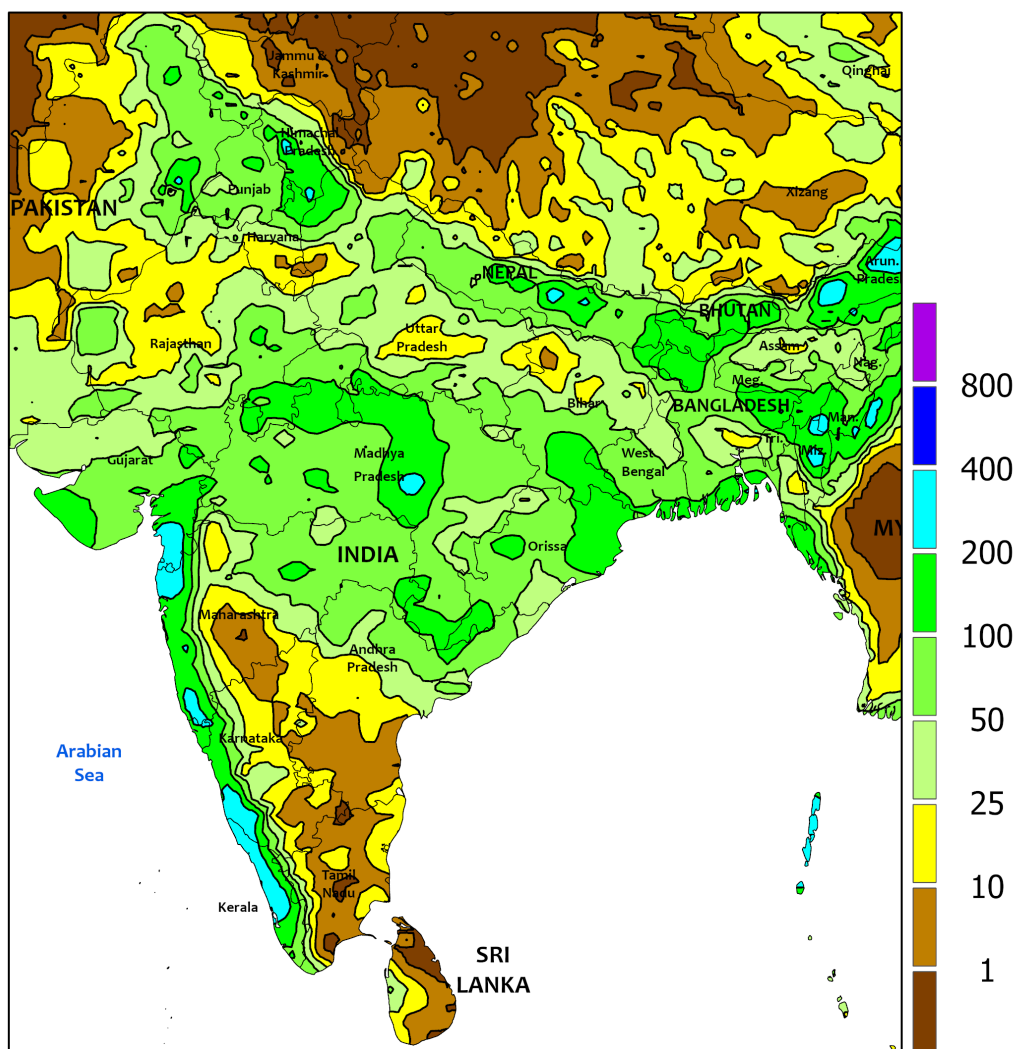 Jammu &
Kashmir
Qinghai
Himachal
Pradesh
Punjab
Xizang
PAKISTAN
Haryana
Arun.
Pradesh
NEPAL
BHUTAN
Uttar
Pradesh
Rajasthan
Assam
Nag.
Meg.
800
Bihar
BANGLADESH
Man.
Tri.
Miz.
Gujarat
Madhya
Pradesh
West
Bengal
400
MY
INDIA
Orissa
200
Maharashtra
Andhra
Pradesh
100
Karnataka
50
Arabian
Sea
25
Tamil
Nadu
10
Kerala
SRI
LANKA
1